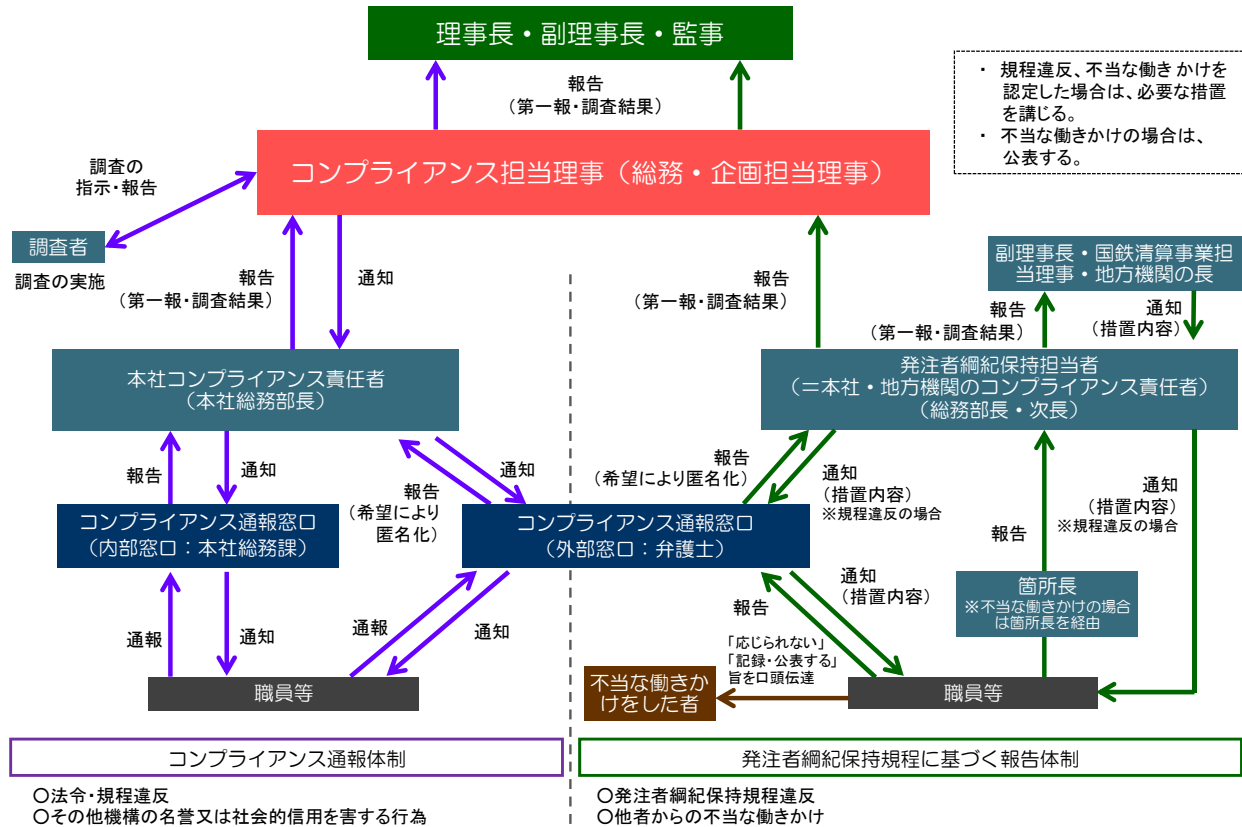 理事長・副理事長・監事
報告
（第一報・調査結果）
・ 規程違反、不当な働きかけを
認定した場合は、必要な措置
を講じる。
・ 不当な働きかけの場合は、
公表する。
コンプライアンス担当理事（総務・企画担当理事）
調査の
指示・報告
調査者
調査の実施
報告
（第一報・調査結果）
通知
報告
（第一報・調査結果）
副理事長・国鉄清算事業担
当理事・地方機関の長
報告
（第一報・調査結果）
通知
（措置内容）
本社コンプライアンス責任者
（本社総務部長）
発注者綱紀保持担当者
（＝本社・地方機関のコンプライアンス責任者）
（総務部長・次長）
報告
通知
報告
（希望により
匿名化）
通知
報告
（希望により匿名化）
通知
（措置内容）
※規程違反の場合
報告
通知
（措置内容）
※規程違反の場合
コンプライアンス通報窓口
（内部窓口：本社総務課）
コンプライアンス通報窓口
（外部窓口：弁護士）
箇所長
※不当な働きかけの場合
は箇所長を経由
通報
通知
通報
通知
報告
通知
（措置内容）
「応じられない」
「記録・公表する」
旨を口頭伝達
職員等
不当な働きか
けをした者
職員等
コンプライアンス通報体制
発注者綱紀保持規程に基づく報告体制
○法令・規程違反
○その他機構の名誉又は社会的信用を害する行為
○発注者綱紀保持規程違反
○他者からの不当な働きかけ